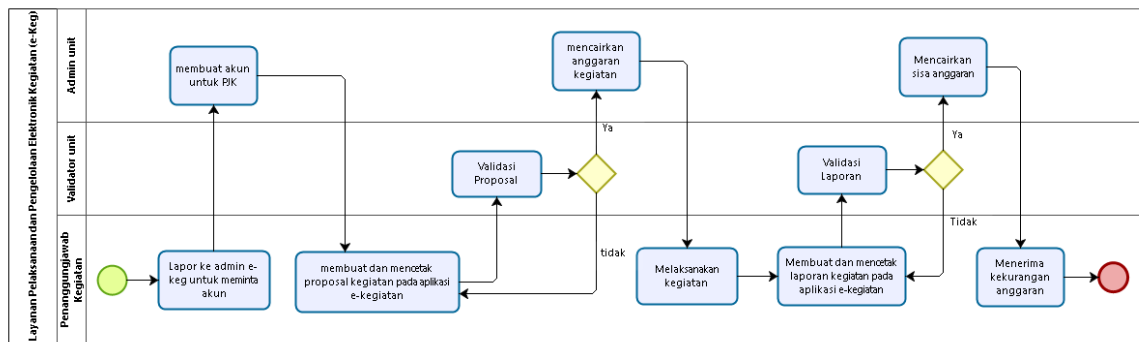 Layanan Pelaksanaan dan Pengelolaan Elektronik Kegiatan (e-Keg)
Admin unit
membuat akun
untuk PJK
mencairkan
anggaran
kegiatan
Mencairkan
sisa anggaran
Validator unit
Validasi
Proposal
Ya
tidak
Validasi
Laporan
Ya
Tidak
Penanggungjawab
Kegiatan
Lapor ke admin e-
keg untuk meminta
akun
membuat dan mencetak
proposal kegiatan pada aplikasi
e-kegiatan
Melaksanakan
kegiatan
Membuat dan mencetak
laporan kegiatan pada
aplikasi e-kegiatan
Menerima
kekurangan
anggaran